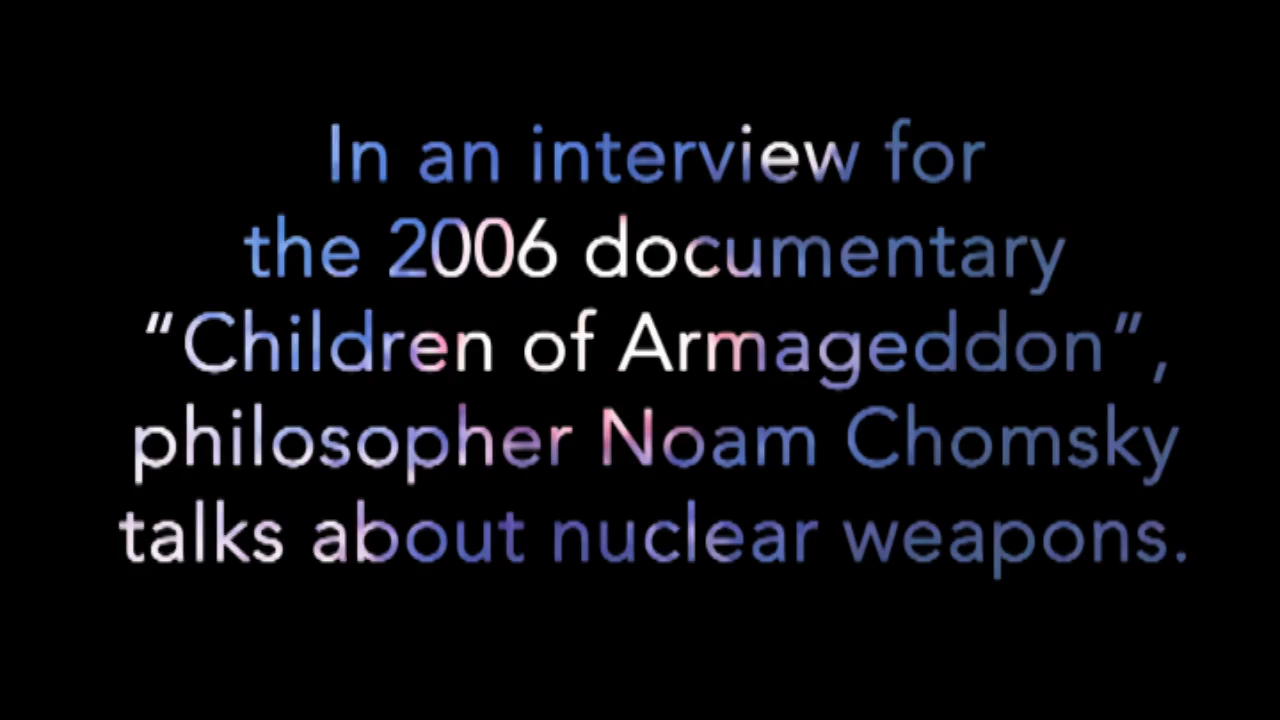 In an interview for
the 2006 documentary
“Children of Armageddon”,
philosopher Noam Chomsky
talks about nuclear weapons.